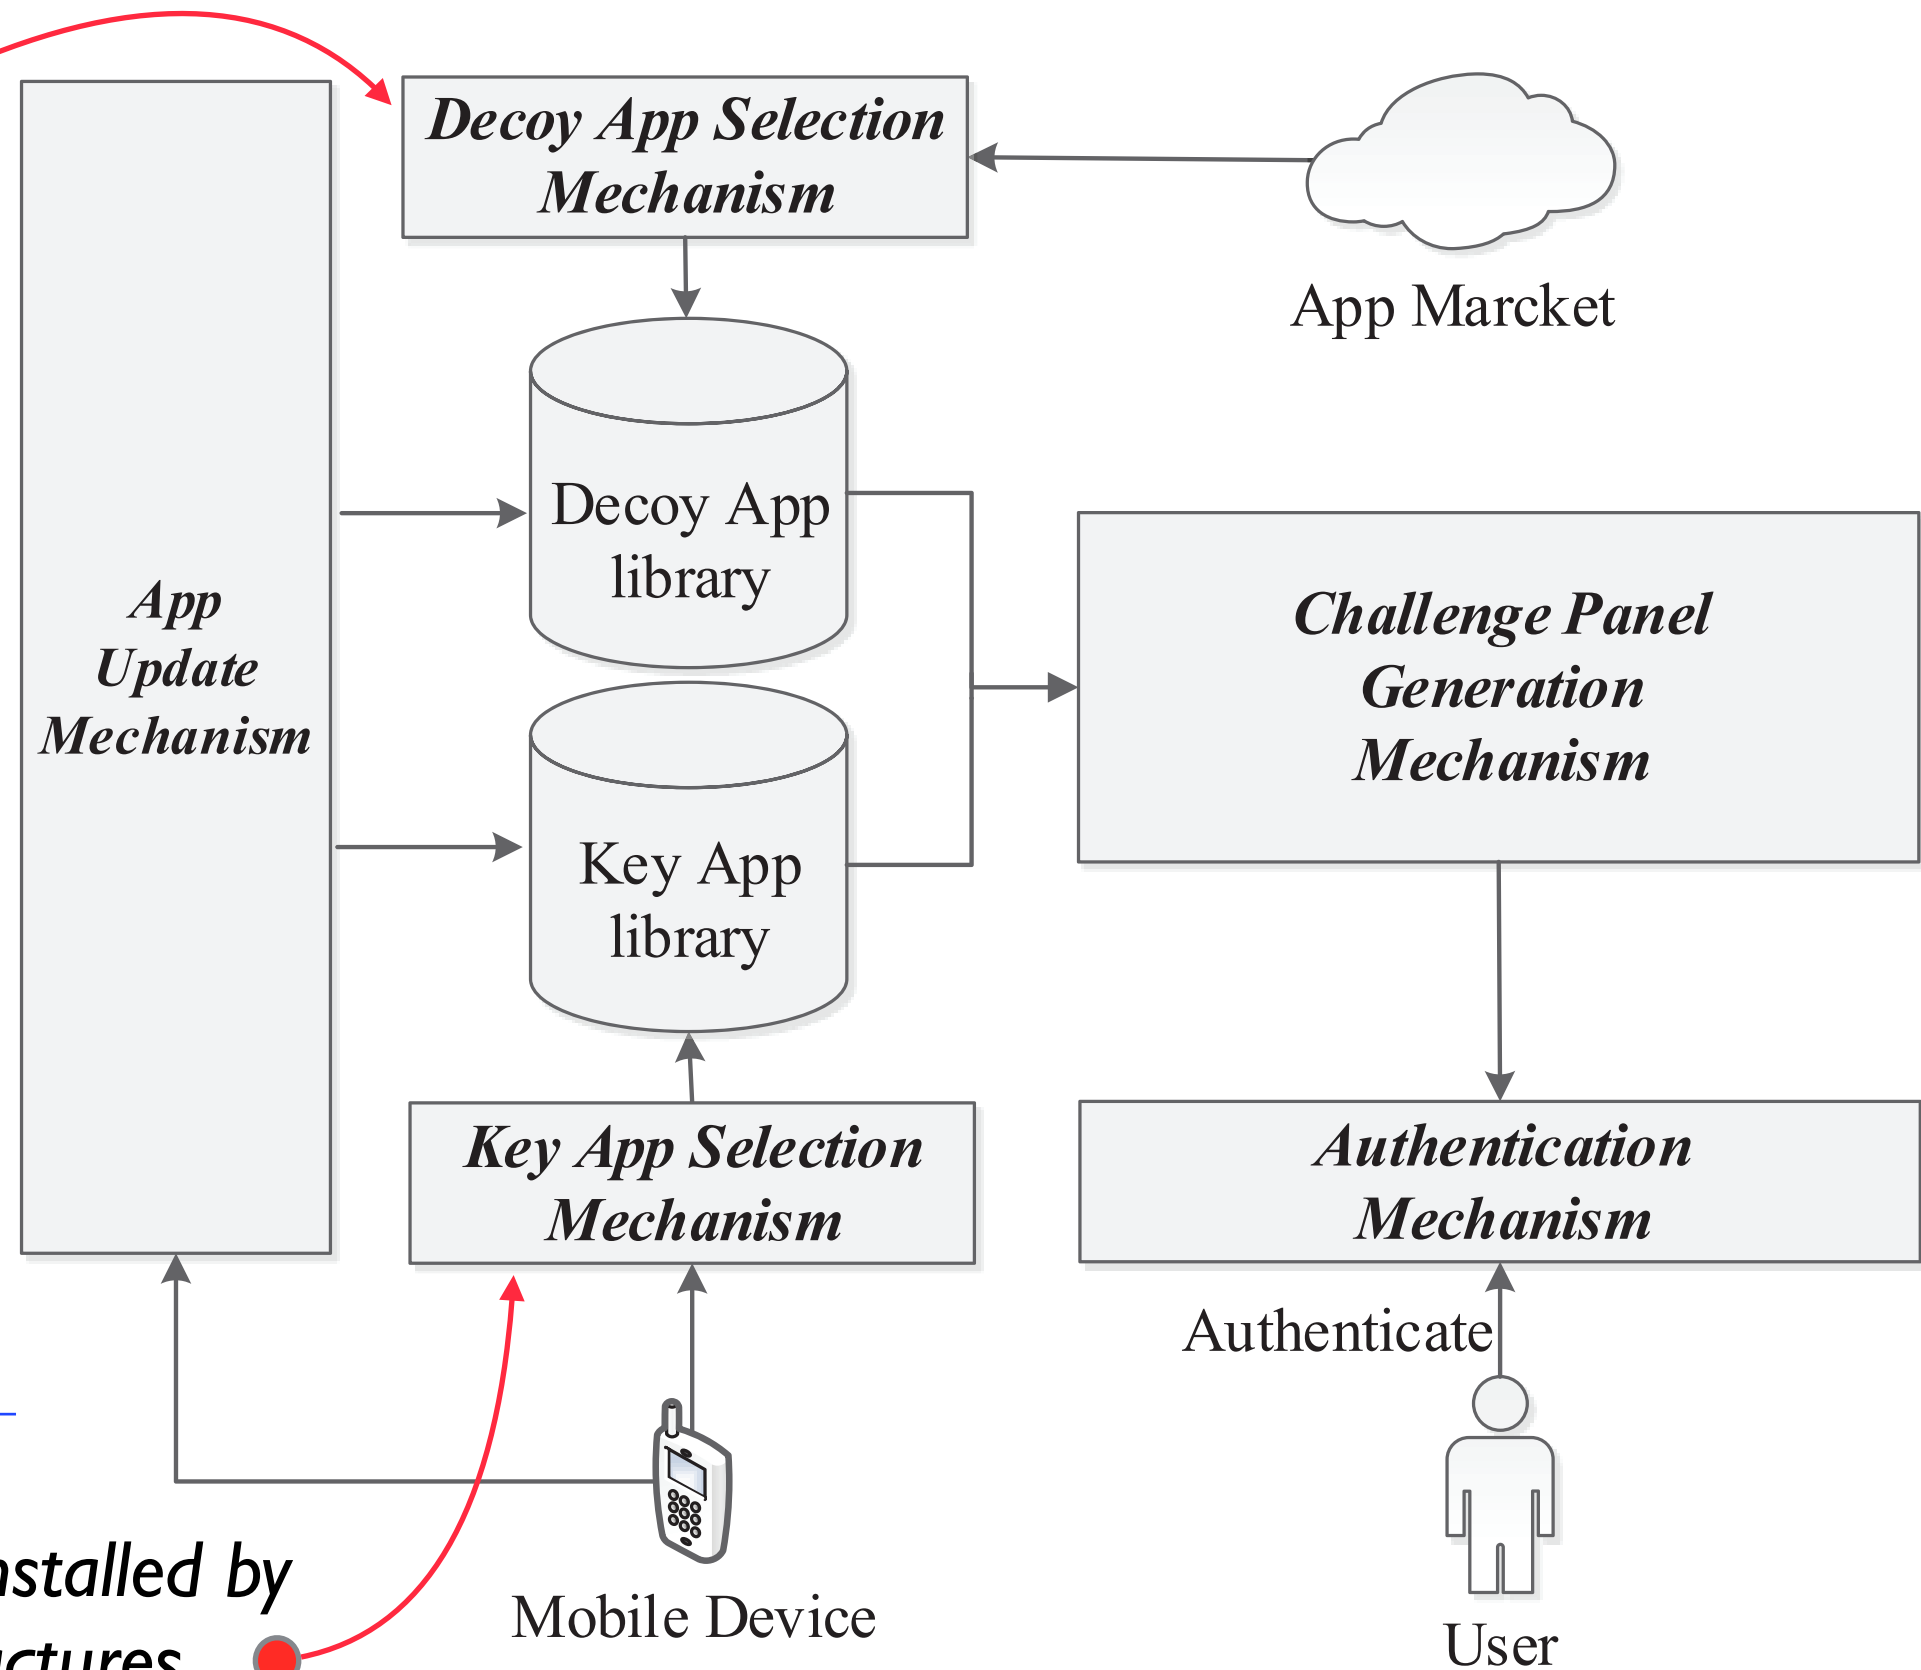 Decoy App Selection
Mechanism
App Marcket
Decoy App
library
App
Update
Mechanism
Challenge Panel
Generation
Mechanism
Key App
library
Key App Selection
Mechanism
Authentication
Mechanism
Authenticate
Mobile Device
User
by